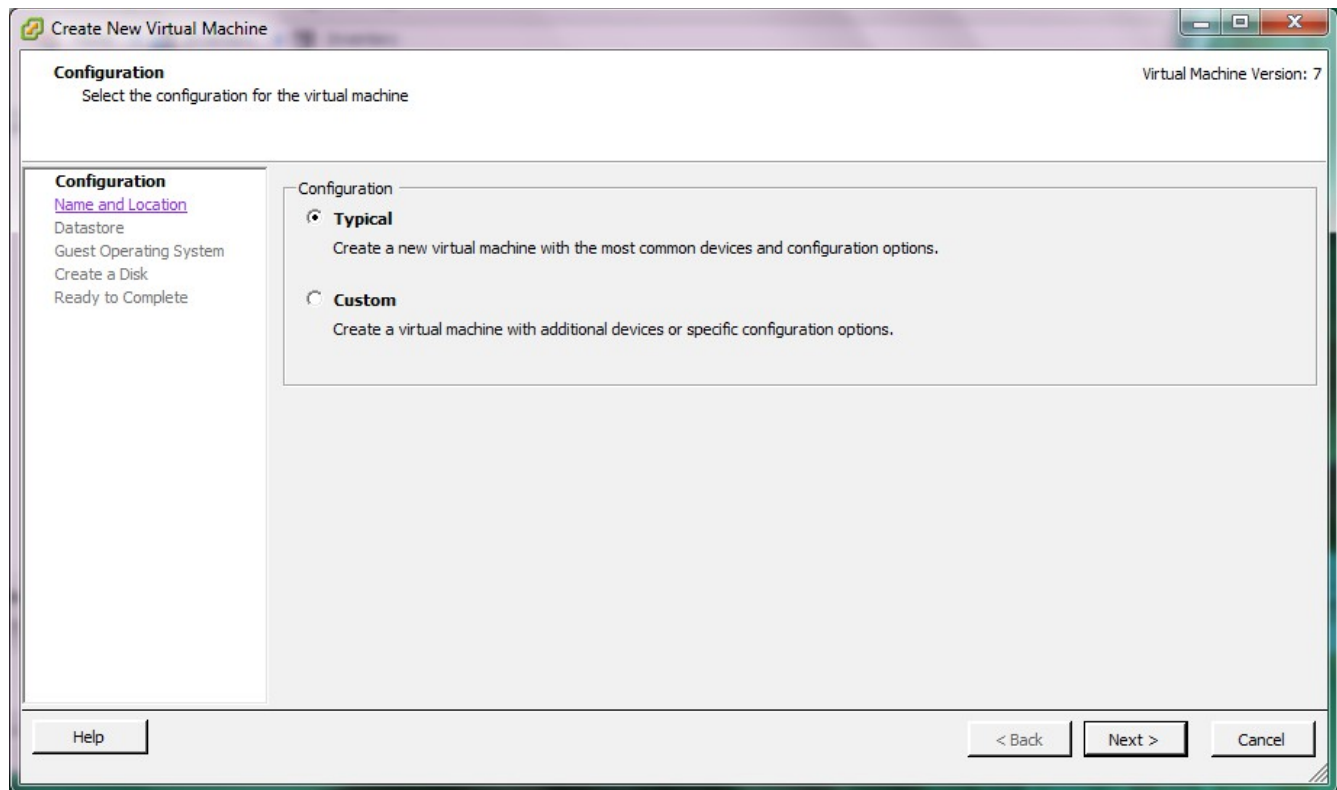 Create New Virtual Machine
Configuration
Virtual Machine Version: 7
Select the configuration for the virtual machine
Configuration
Name and Location
Datastore
Guest Operating System
Create a Disk
Ready to Complete
Configuration
Typical
Create a new virtual machine with the most common devices and configuration options.
Custom
Create a virtual machine with additional devices or specific configuration options.
Help
< Back
Next >
Cancel